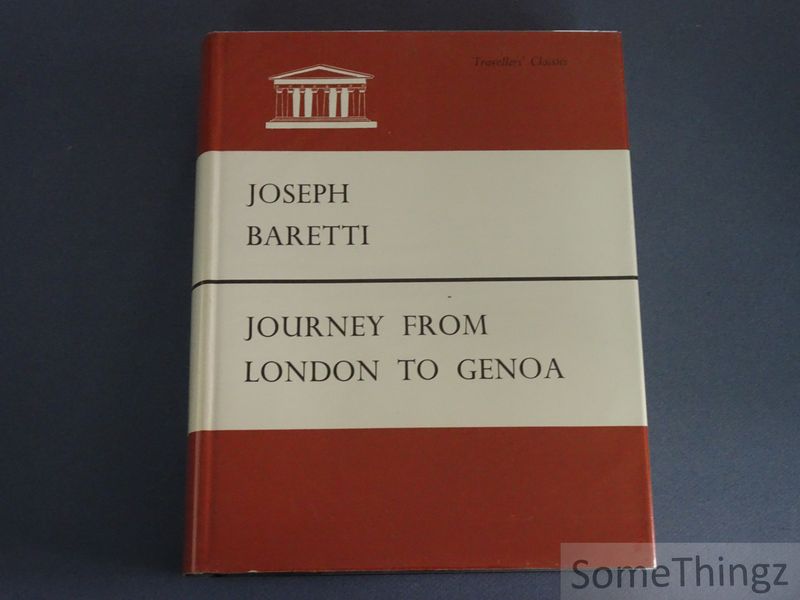 Travellers' Classics
JOSEPH
BARETTI
JOURNEY FROM
LONDON TO GENOA
SomeThingz